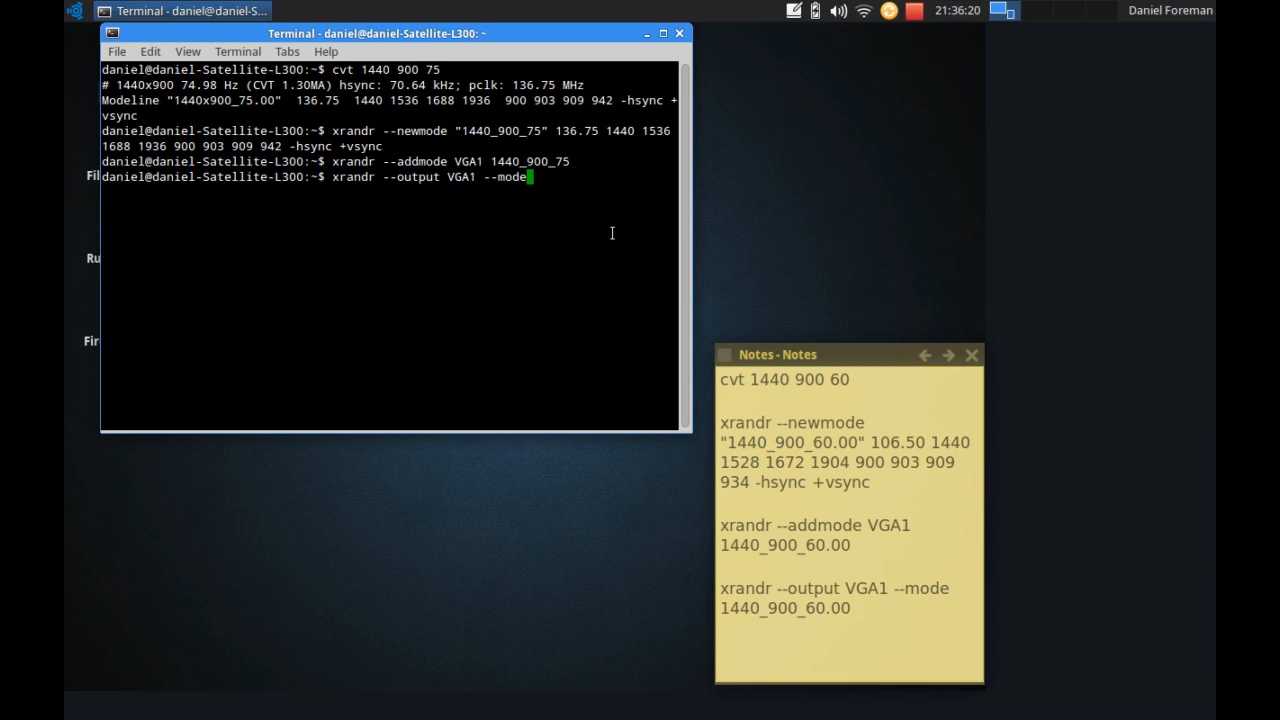 Terminal - daniel@daniel-S...
21:36:20
Daniel Foreman
Terminal - daniel@daniel-Satellite-L300: ~
File Edit View Terminal Tabs Help
daniel@daniel-Satellite-L300:~$ cvt 1440 900 75
# 1440x900 74.98 Hz (CVT 1.30MA) hsync: 70.64 kHz; pclk: 136.75 MHz
Modeline "1440x900_75.00"  136.75  1440 1536 1688 1936  900 903 909 942 -hsync +
vsync
daniel@daniel-Satellite-L300:~$ xrandr --newmode "1440_900_75" 136.75 1440 1536
1688 1936 900 903 909 942 -hsync +vsync
daniel@daniel-Satellite-L300:~$ xrandr --addmode VGA1 1440_900_75
daniel@daniel-Satellite-L300:~$ xrandr --output VGA1 --mode
Fil
Ru
Fir
Notes - Notes
cvt 1440 900 60
xrandr --newmode
"1440_900_60.00" 106.50 1440
1528 1672 1904 900 903 909
934 -hsync +vsync
xrandr --addmode VGA1
1440_900_60.00
xrandr --output VGA1 --mode
1440_900_60.00